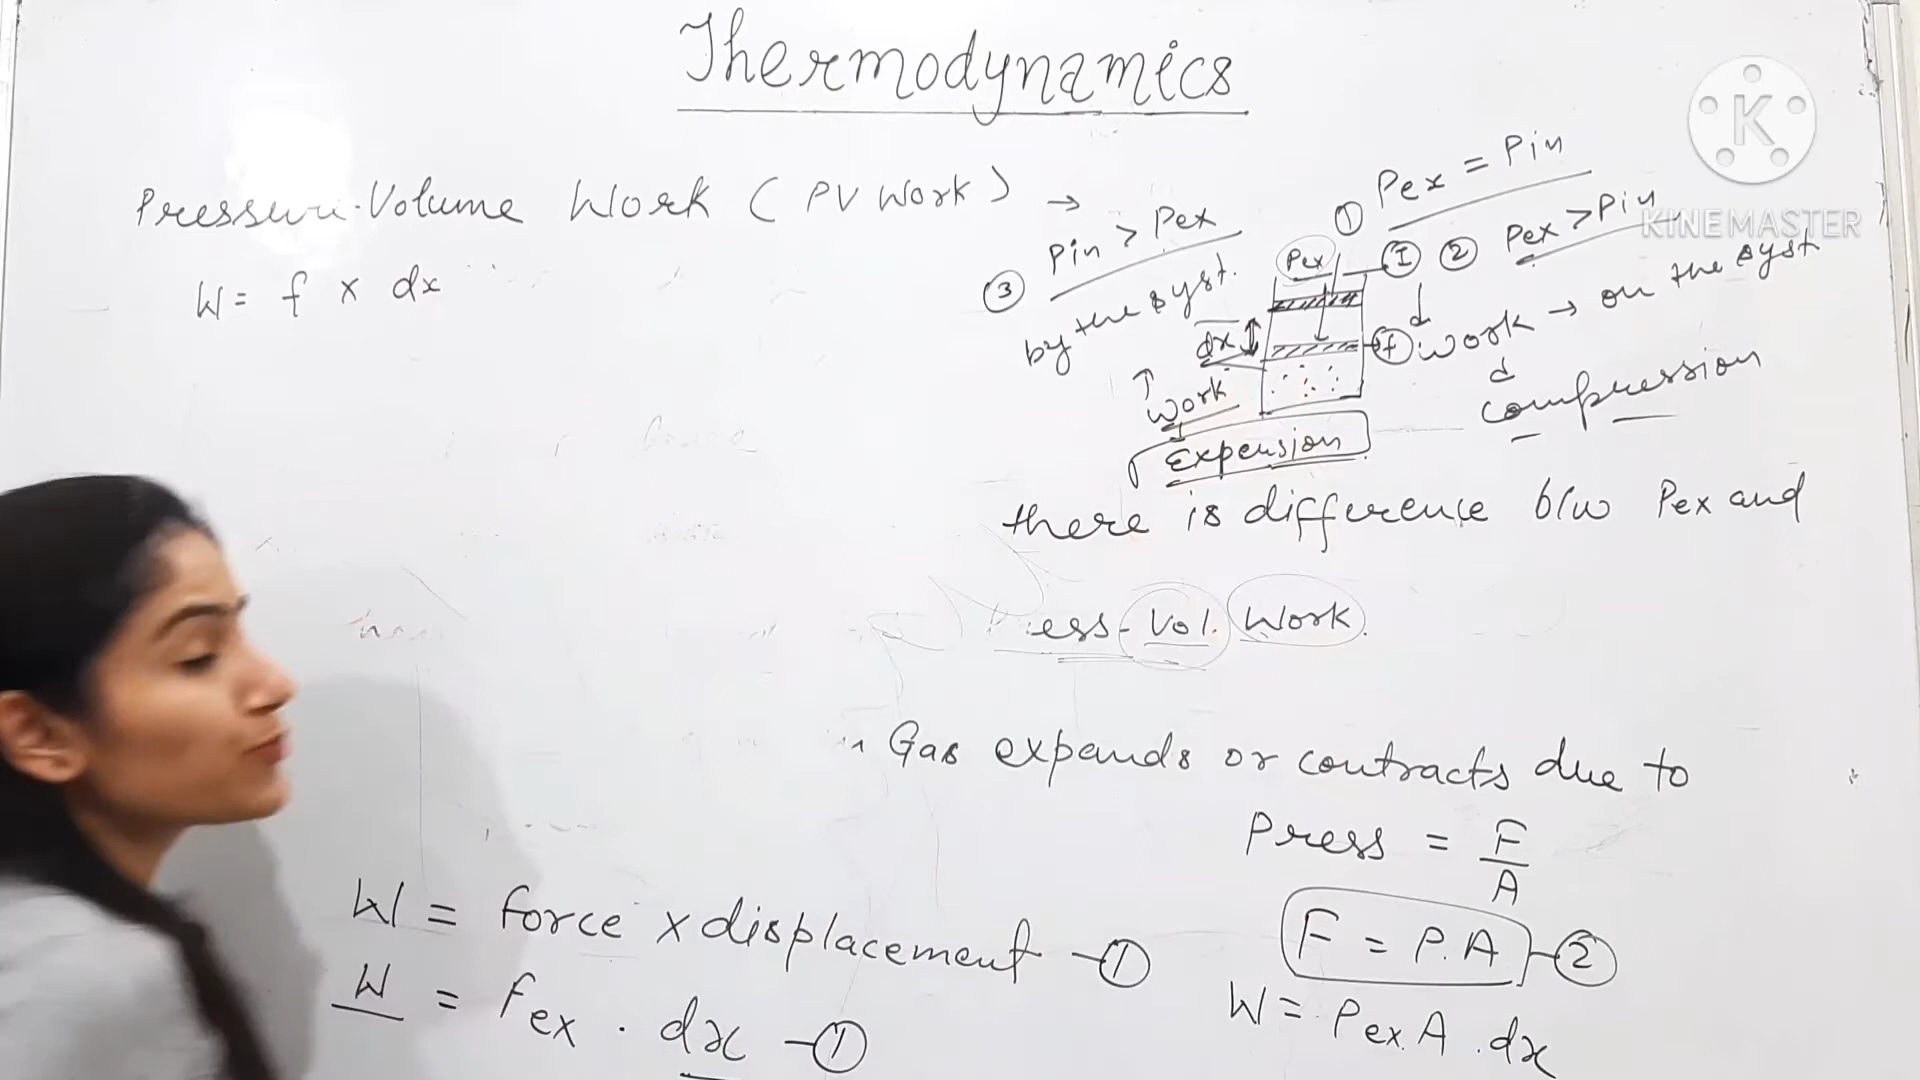 Thermodynamics
Pressure-Volume Work (PV Work) →
W = f x dx
① Pex = Pin
② Pex > Pin
③ Pin > Pex
by the syst.
↑
Work
↓
Expension
Pex
I
dx
f
Work → on the syst
compression
there is difference b/w Pex and
ess-Vol. Work.
Gas expands or contracts due to
Press = F/A
F = P.A -②
W = Pex.A.dx
W = force x displacement -①
W = fex . dx -①
K
KINEMASTER